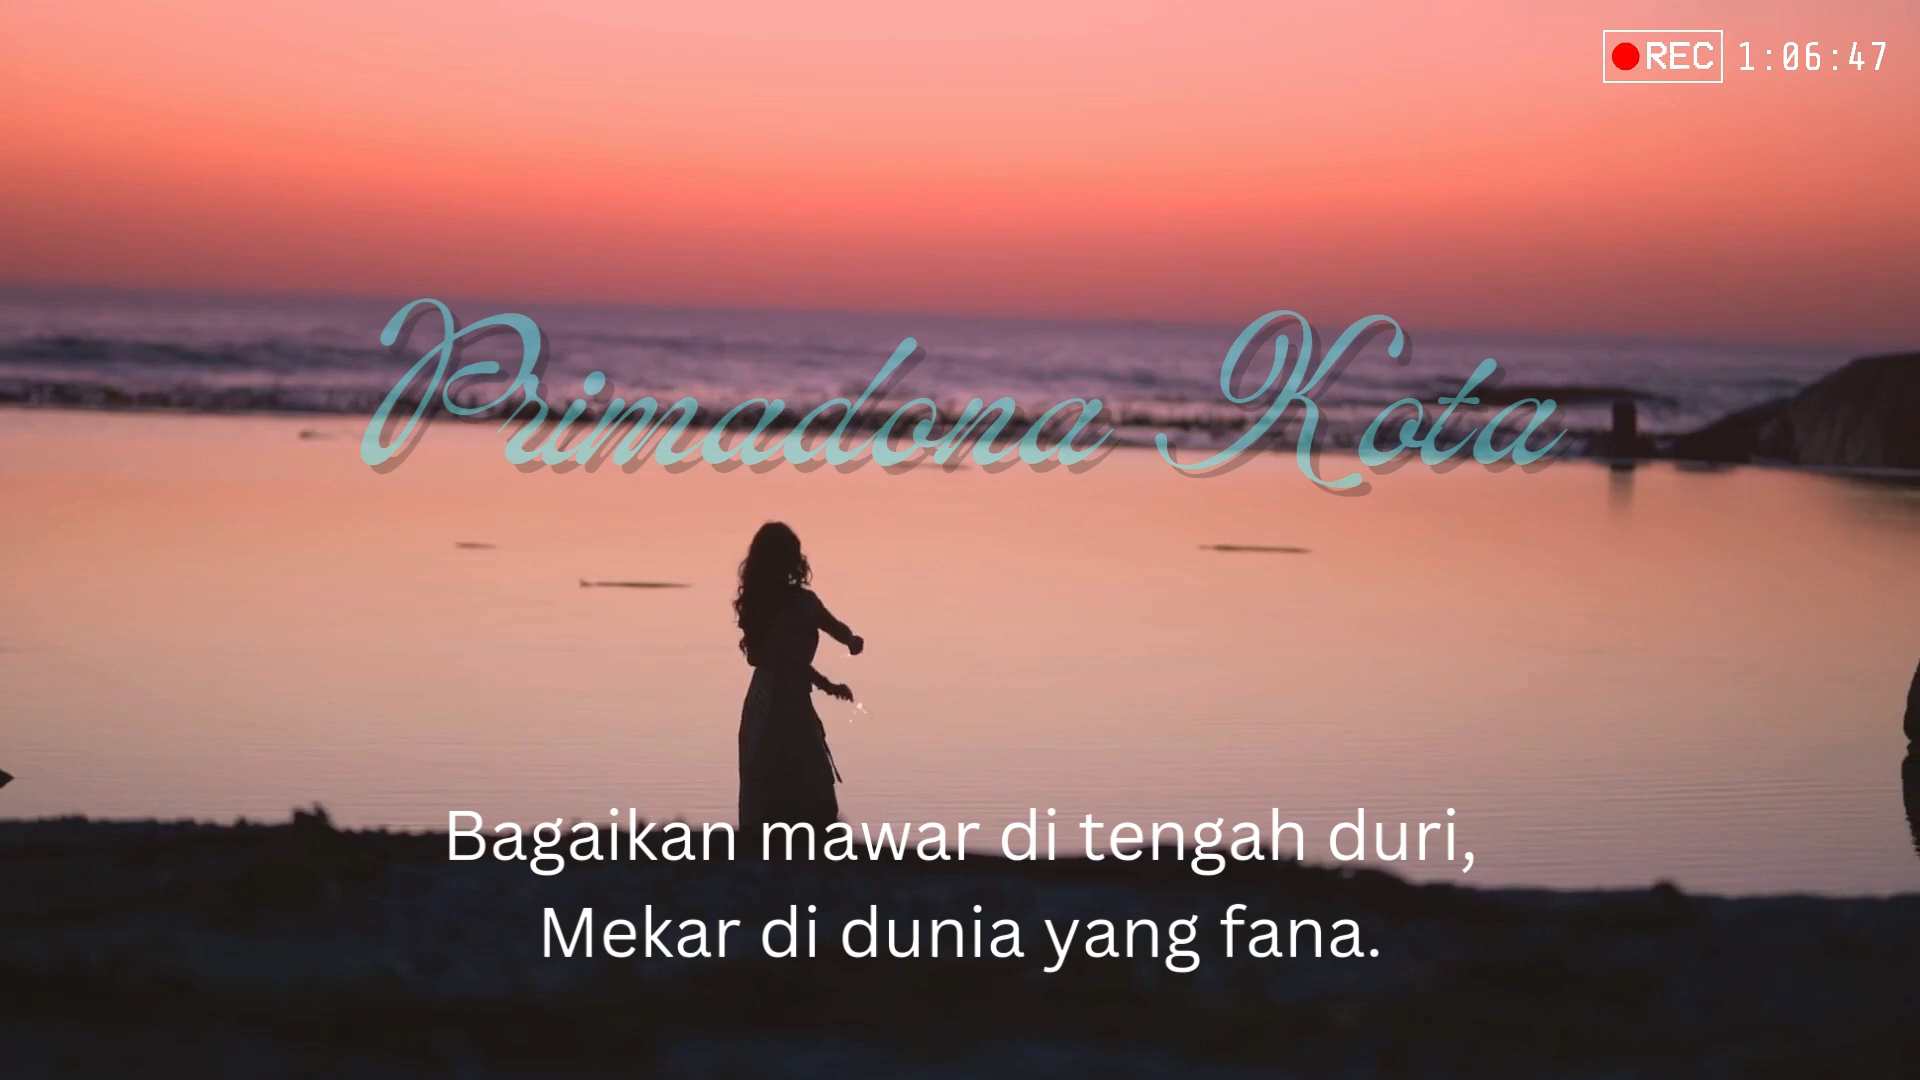 REC 1:06:47
Primadona Kota
Bagaikan mawar di tengah duri,
Mekar di dunia yang fana.